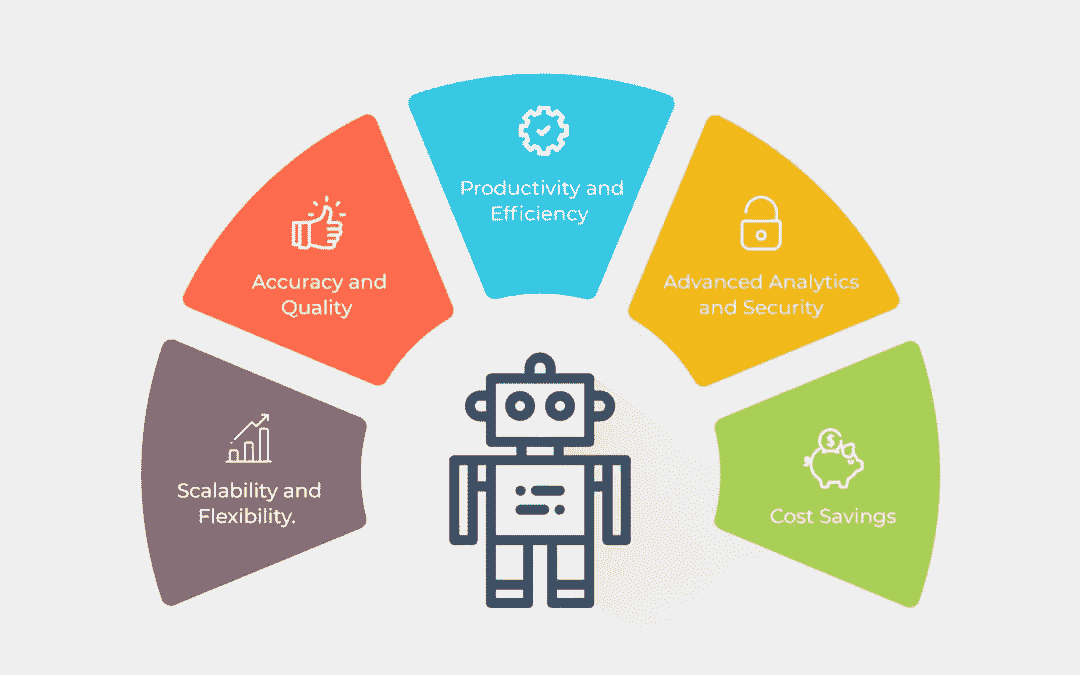 Productivity and
Efficiency
Accuracy and
Quality
Advanced Analytics
and Security
Scalability and
Flexibility.
$
Cost Savings